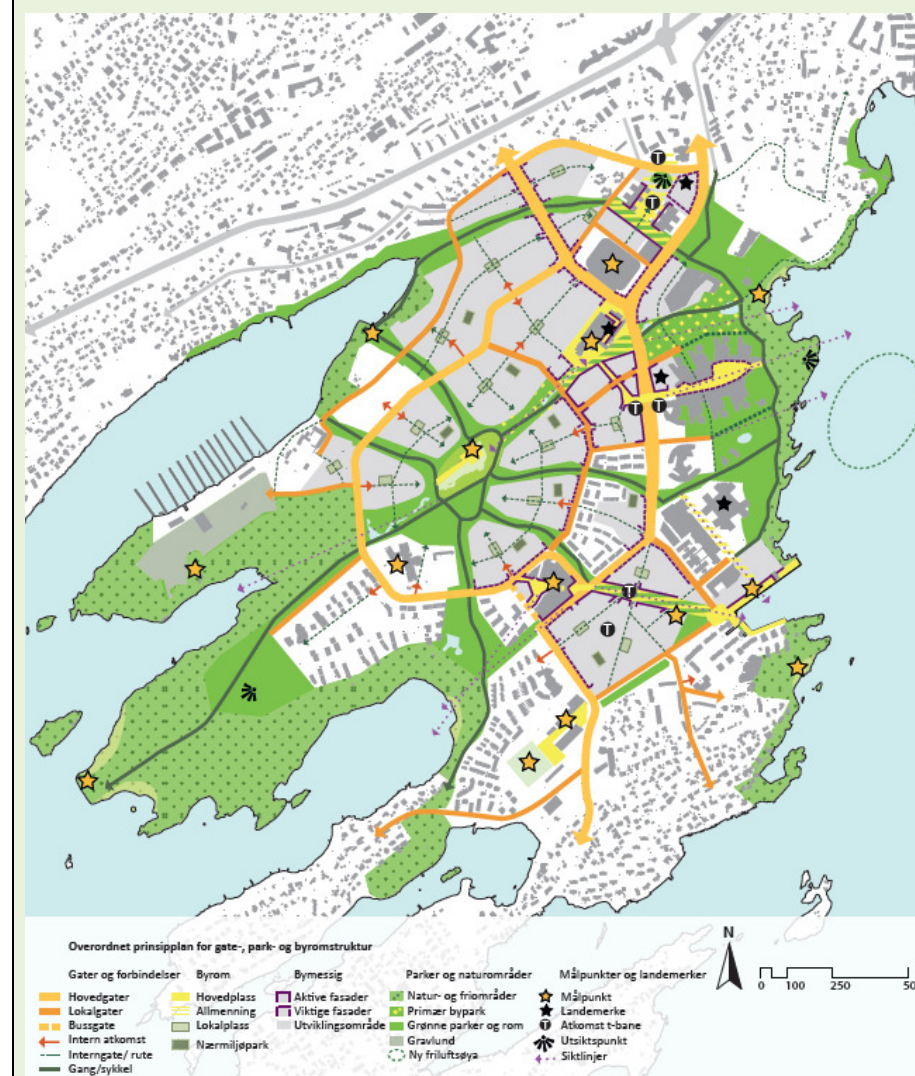 T
T
T
T
T
T
Overordnet prinsipplan for gate-, park- og byromstruktur
N
0 100 250 50
Gater og forbindelser
Hovedgater
Lokalgater
Bussgate
Intern atkomst
Interngate/ rute
Gang/sykkel
Byrom
Hovedplass
Allmenning
Lokalplass
Nærmiljøpark
Bymessig
Aktive fasader
Viktige fasader
Utviklingsområde
Parker og naturområder
Natur- og friområder
Primær bypark
Grønne parker og rom
Gravlund
Ny friluftsøya
Målpunkter og landemerker
Målpunkt
Landemerke
T Atkomst t-bane
Utsiktspunkt
Siktlinjer